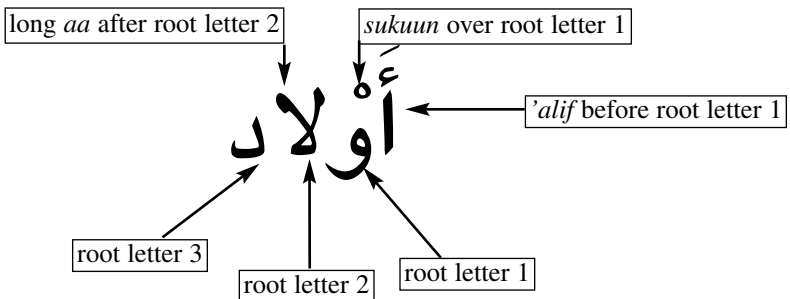 long aa after root letter 2
sukuun over root letter 1
أَوْلاد
’alif before root letter 1
root letter 3
root letter 2
root letter 1